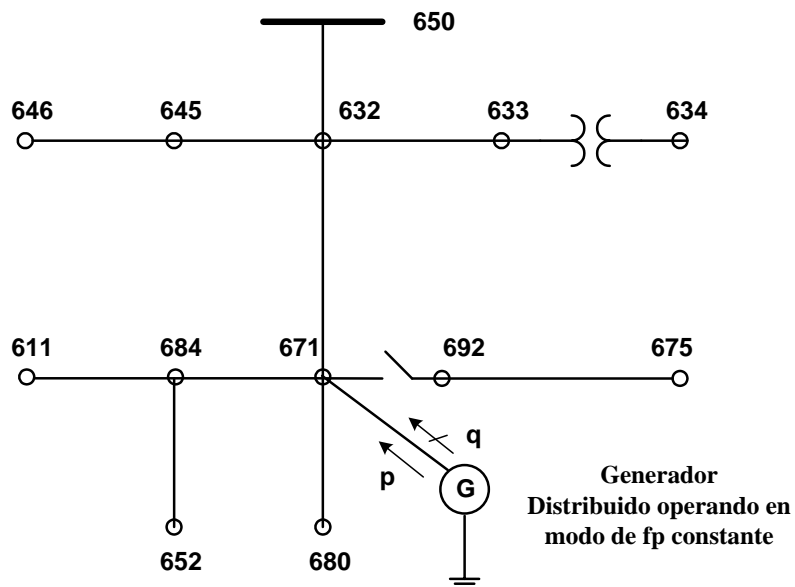 650
646
645
632
633
634
611
684
671
692
675
q
p
G
Generador
Distribuido operando en
modo de fp constante
652
680